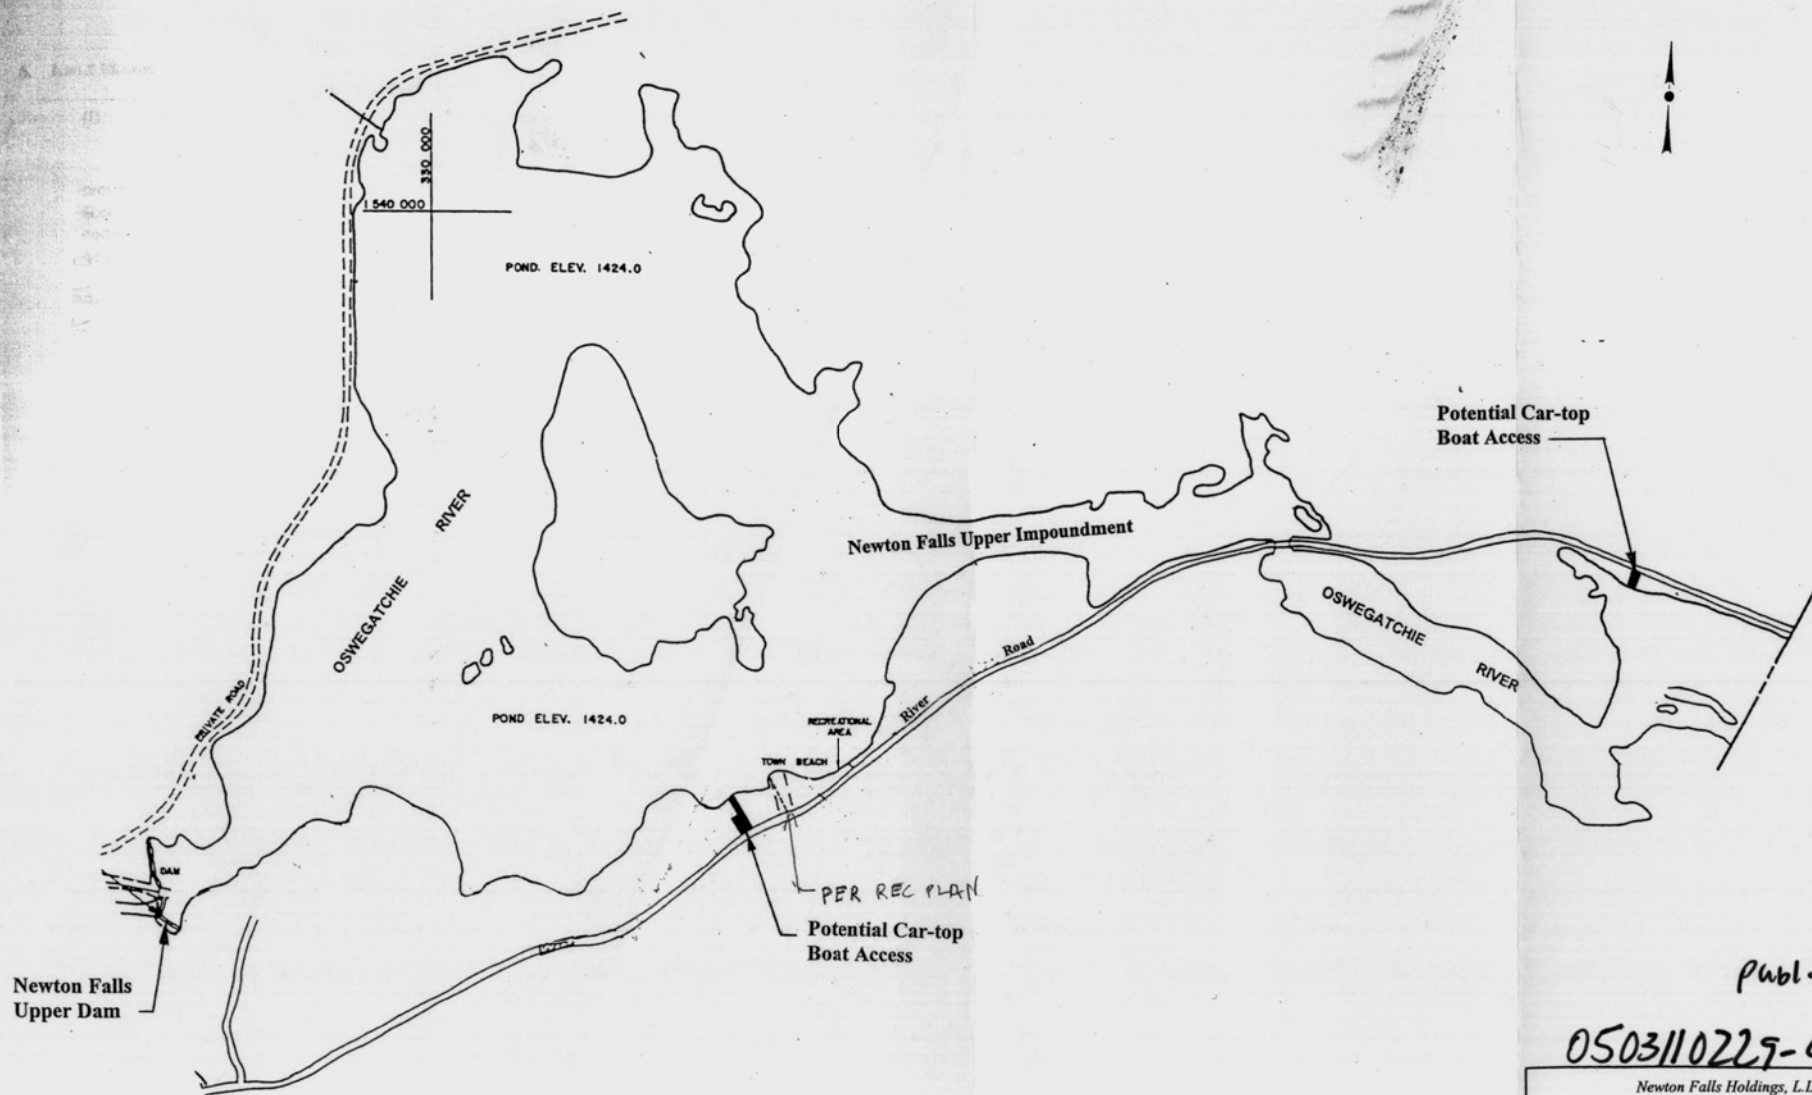 330 000
1 540 000
POND. ELEV. 1424.0
Potential Car-top
Boat Access
RIVER
Newton Falls Upper Impoundment
OSWEGATCHIE
OSWEGATCHIE
RIVER
Road
River
PRIVATE ROAD
POND ELEV. 1424.0
RECREATIONAL
AREA
TOWN BEACH
DAM
PER REC PLAN
Potential Car-top
Boat Access
Newton Falls
Upper Dam
Publ.
0503110229-
Newton Falls Holdings, L.L